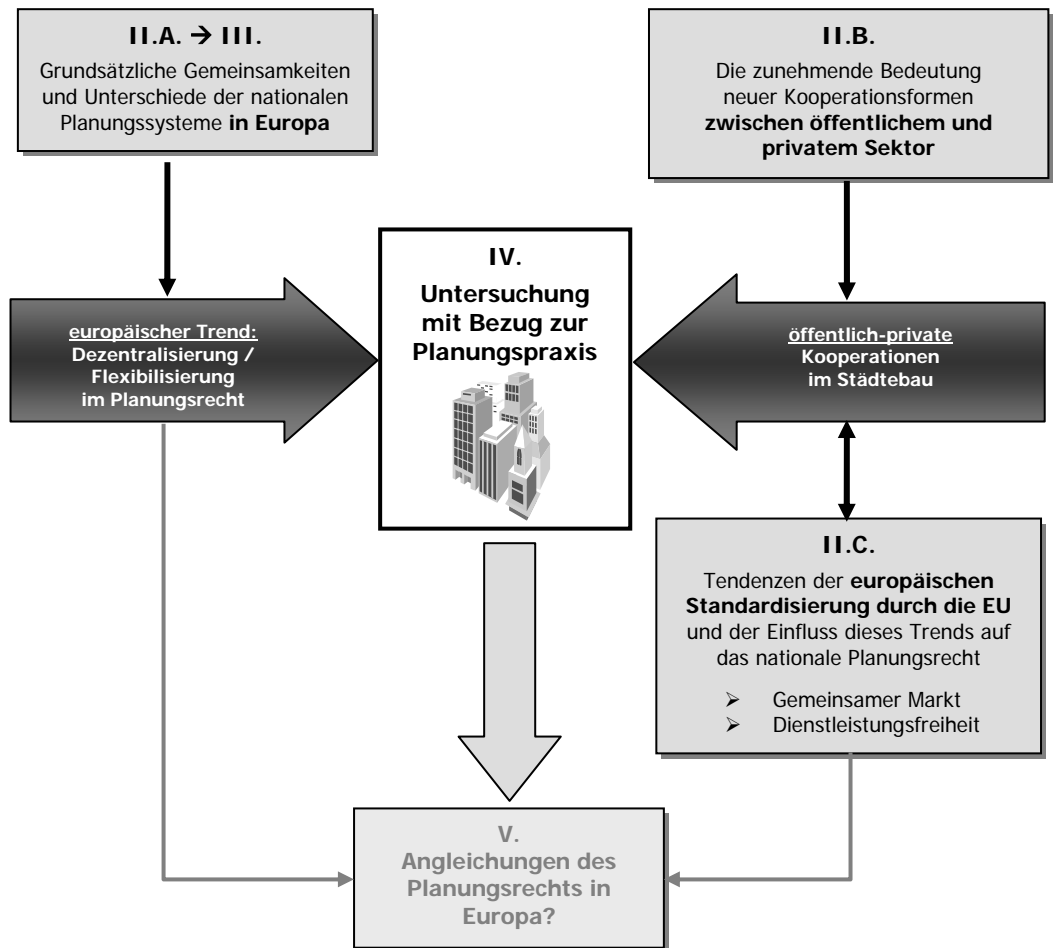 II.A. → III.
Grundsätzliche Gemeinsamkeiten
und Unterschiede der nationalen
Planungssysteme in Europa
II.B.
Die zunehmende Bedeutung
neuer Kooperationsformen
zwischen öffentlichem und
privatem Sektor
europäischer Trend:
Dezentralisierung /
Flexibilisierung
im Planungsrecht
IV.
Untersuchung
mit Bezug zur
Planungspraxis
öffentlich-private
Kooperationen
im Städtebau
II.C.
Tendenzen der europäischen
Standardisierung durch die EU
und der Einfluss dieses Trends auf
das nationale Planungsrecht
➢ Gemeinsamer Markt
➢ Dienstleistungsfreiheit
V.
Angleichungen des
Planungsrechts in
Europa?